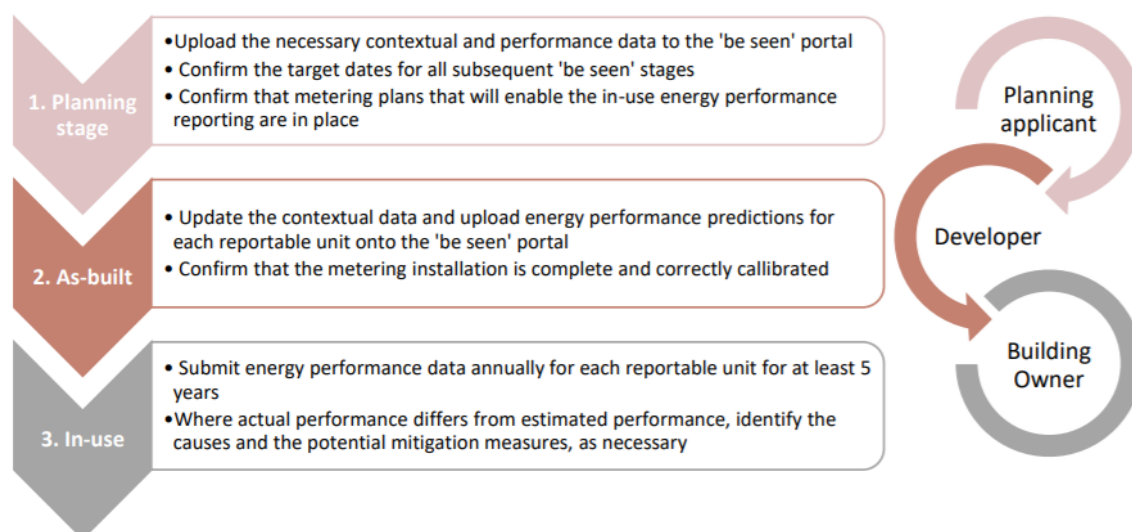 1. Planning
stage
•Upload the necessary contextual and performance data to the 'be seen' portal
• Confirm the target dates for all subsequent 'be seen' stages
• Confirm that metering plans that will enable the in-use energy performance
reporting are in place
Planning
applicant
2. As-built
• Update the contextual data and upload energy performance predictions for
each reportable unit onto the 'be seen' portal
• Confirm that the metering installation is complete and correctly callibrated
Developer
3. In-use
• Submit energy performance data annually for each reportable unit for at least 5
years
•Where actual performance differs from estimated performance, identify the
causes and the potential mitigation measures, as necessary
Building
Owner